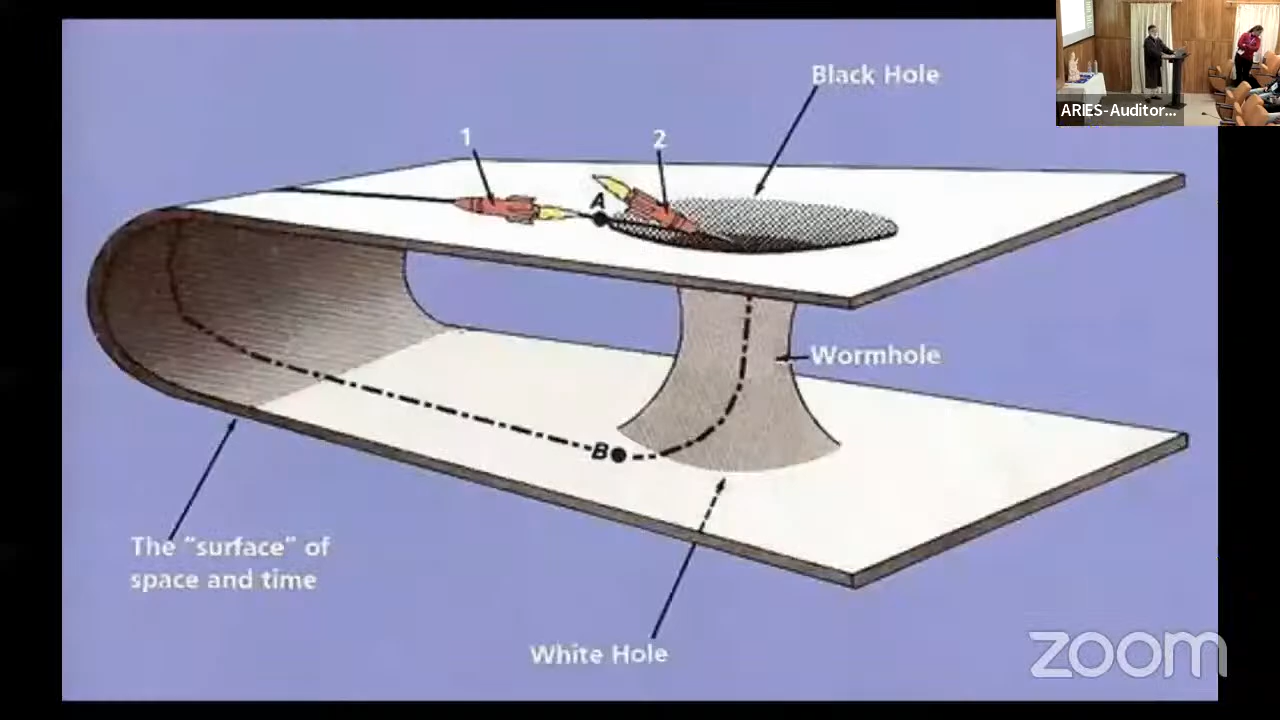 Black Hole
ARIES-Auditor...
1
2
A
Wormhole
B
The "surface" of
space and time
White Hole
zoom